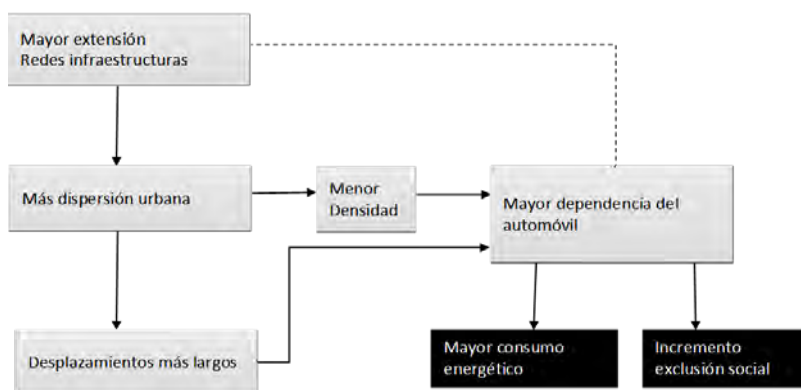 Mayor extensión
Redes infraestructuras
Más dispersión urbana
Menor
Densidad
Mayor dependencia del
automóvil
Desplazamientos más largos
Mayor consumo
energético
Incremento
exclusión social